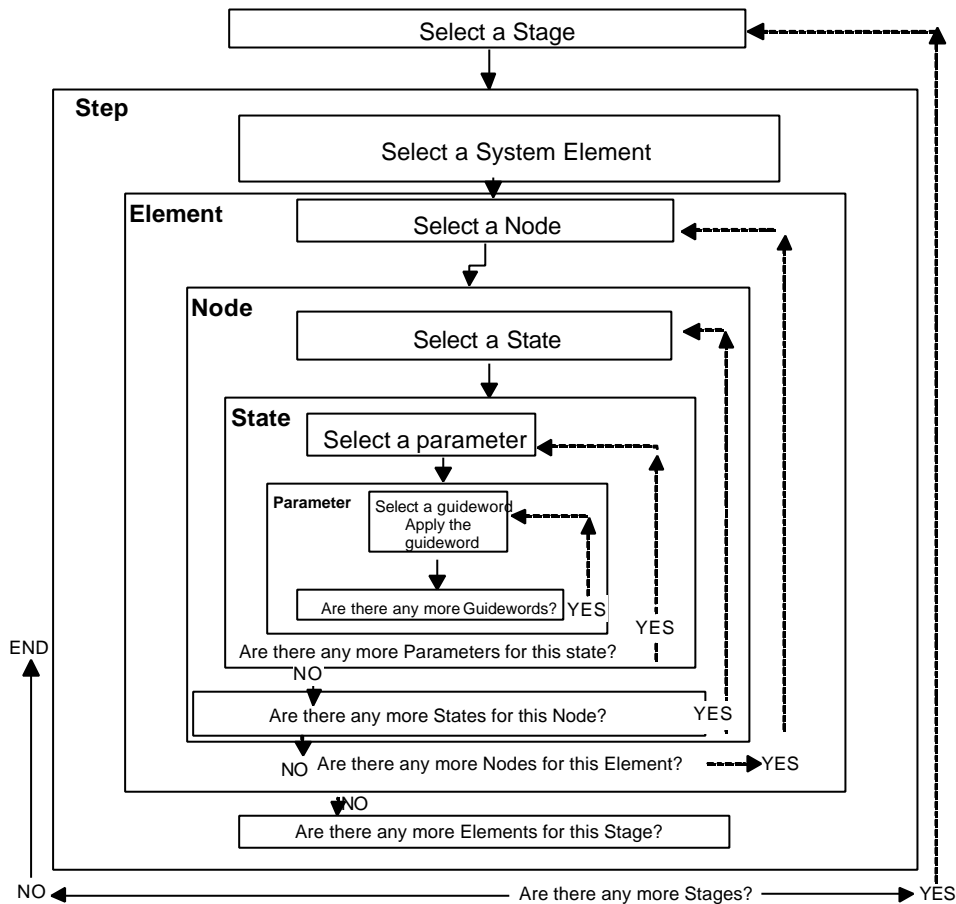 Select a Stage
Step
Select a System Element
Element
Select a Node
Node
Select a State
State
Select a parameter
Parameter
Select a guideword
Apply the
guideword
Are there any more Guidewords?
YES
YES
Are there any more Parameters for this state?
NO
Are there any more States for this Node?
YES
NO
Are there any more Nodes for this Element?
YES
NO
Are there any more Elements for this Stage?
END
NO
Are there any more Stages?
YES